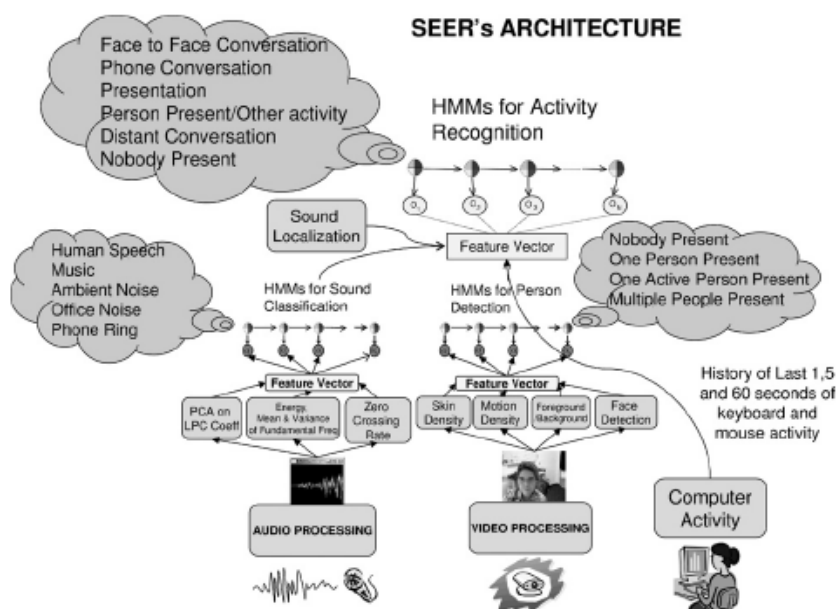 SEER's ARCHITECTURE
Face to Face Conversation
Phone Conversation
Presentation
Person Present/Other activity
Distant Conversation
Nobody Present
HMMs for Activity
Recognition
Sound
Localization
Feature Vector
Human Speech
Music
Ambient Noise
Office Noise
Phone Ring
HMMs for Sound
Classification
HMMs for Person
Detection
Nobody Present
One Person Present
One Active Person Present
Multiple People Present
Feature Vector
Feature Vector
PCA on
LPC Coeff
Energy,
Mean & Variance
of Fundamental Freq
Zero
Crossing
Rate
Skin
Density
Motion
Density
Foreground
Background
Face
Detection
History of Last 1,5
and 60 seconds of
keyboard and
mouse activity
AUDIO PROCESSING
VIDEO PROCESSING
Computer
Activity